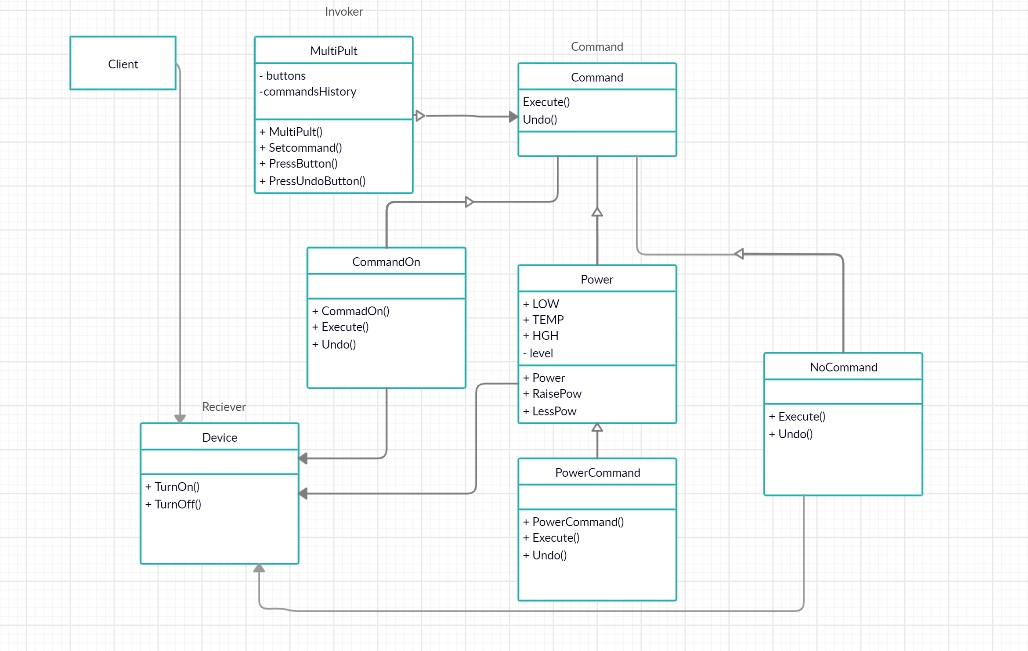 Invoker
MultiPult
- buttons
-commandsHistory
+ MultiPult()
+ Setcommand()
+ PressButton()
+ PressUndoButton()
Client
Command
Command
Execute()
Undo()
CommandOn
+ CommadOn()
+ Execute()
+ Undo()
Power
+ LOW
+ TEMP
+ HGH
- level
+ Power
+ RaisePow
+ LessPow
NoCommand
+ Execute()
+ Undo()
Reciever
Device
+ TurnOn()
+ TurnOff()
PowerCommand
+ PowerCommand()
+ Execute()
+ Undo()